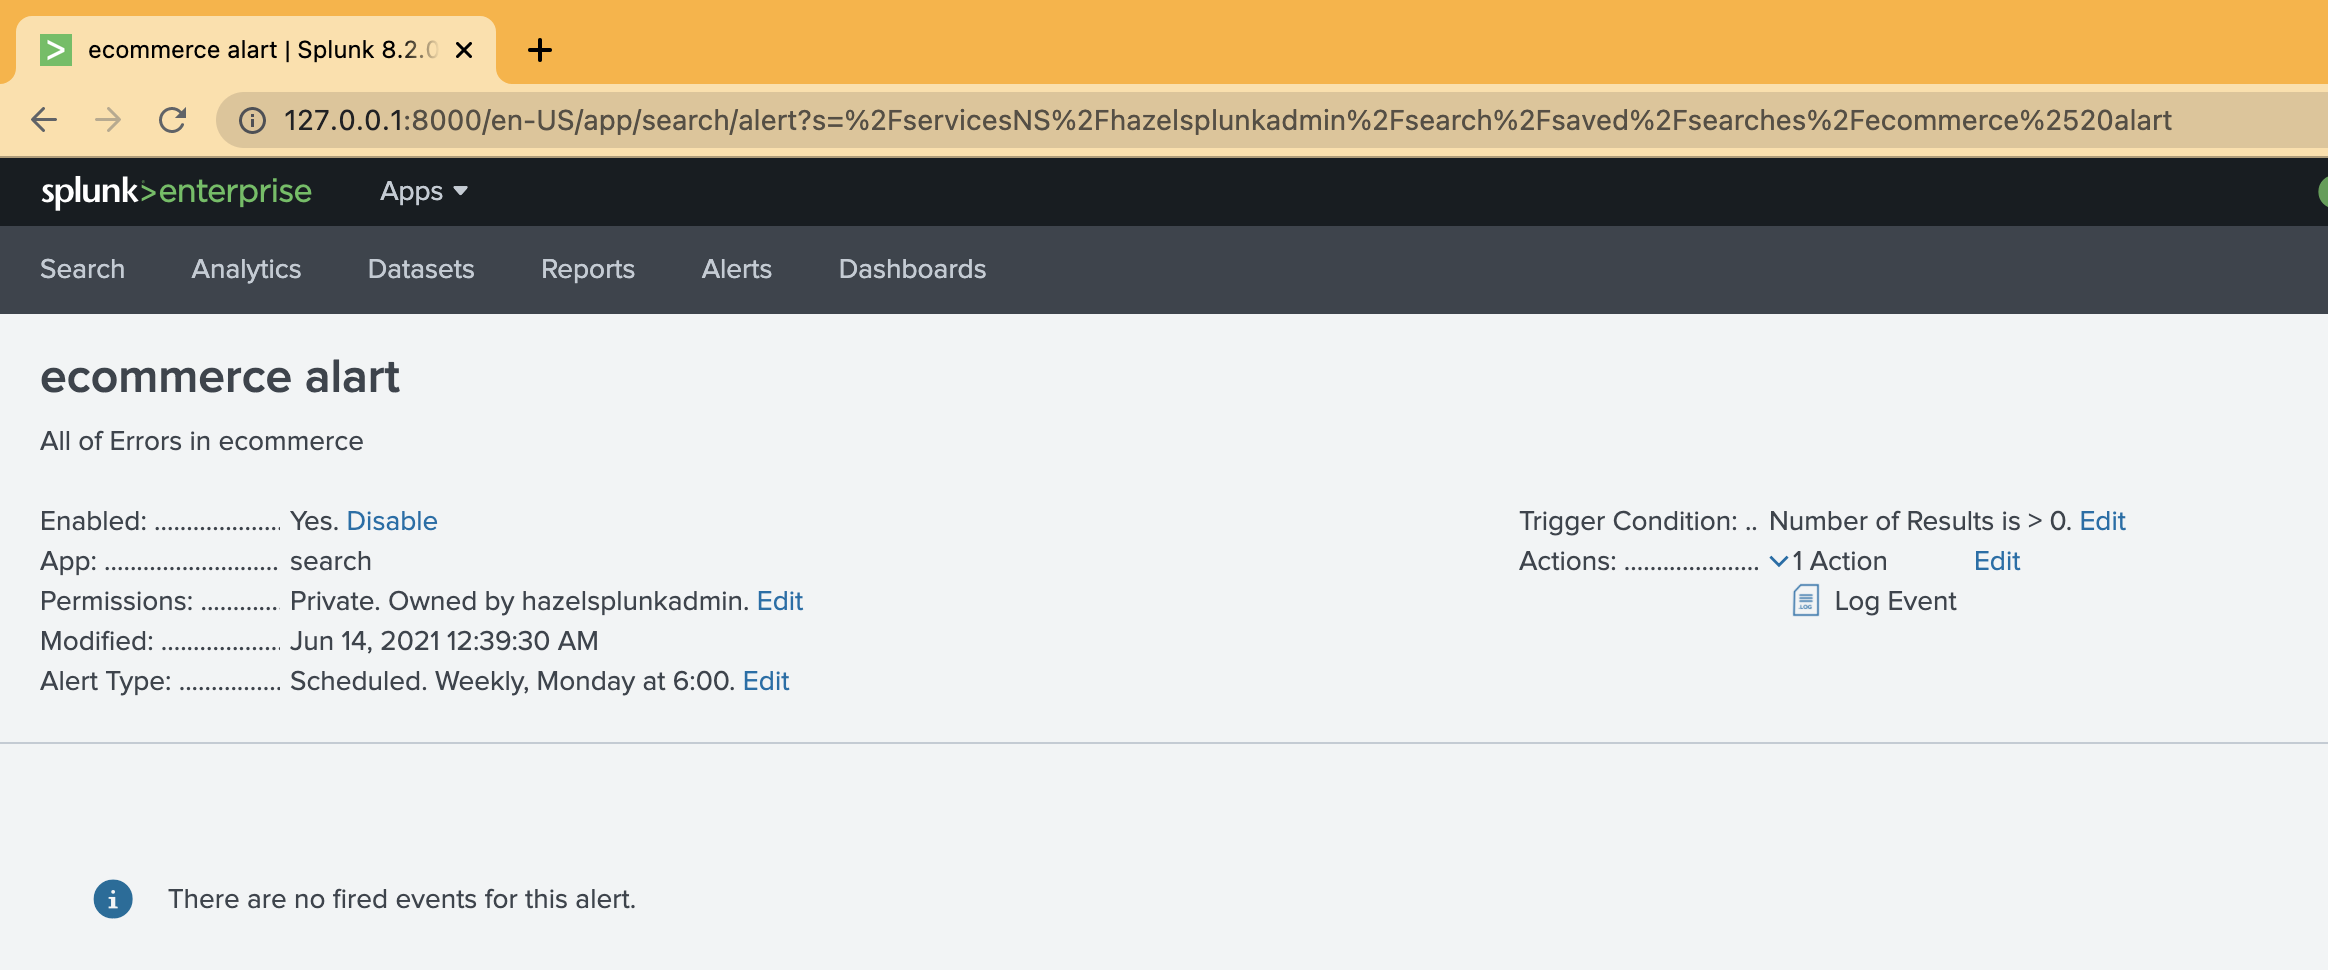 ecommerce alart | Splunk 8.2.0
127.0.0.1:8000/en-US/app/search/alert?s=%2FservicesNS%2Fhazelsplunkadmin%2Fsearch%2Fsaved%2Fsearches%2Fecommerce%2520alart
splunk>enterprise Apps
Search Analytics Datasets Reports Alerts Dashboards
ecommerce alart
All of Errors in ecommerce
Enabled: ................... Yes. Disable
App: .......................... search
Permissions: ............ Private. Owned by hazelsplunkadmin. Edit
Modified: .................. Jun 14, 2021 12:39:30 AM
Alert Type: ................ Scheduled. Weekly, Monday at 6:00. Edit
Trigger Condition: .. Number of Results is > 0. Edit
Actions: ..................... 1 Action Edit
LOG Log Event
There are no fired events for this alert.